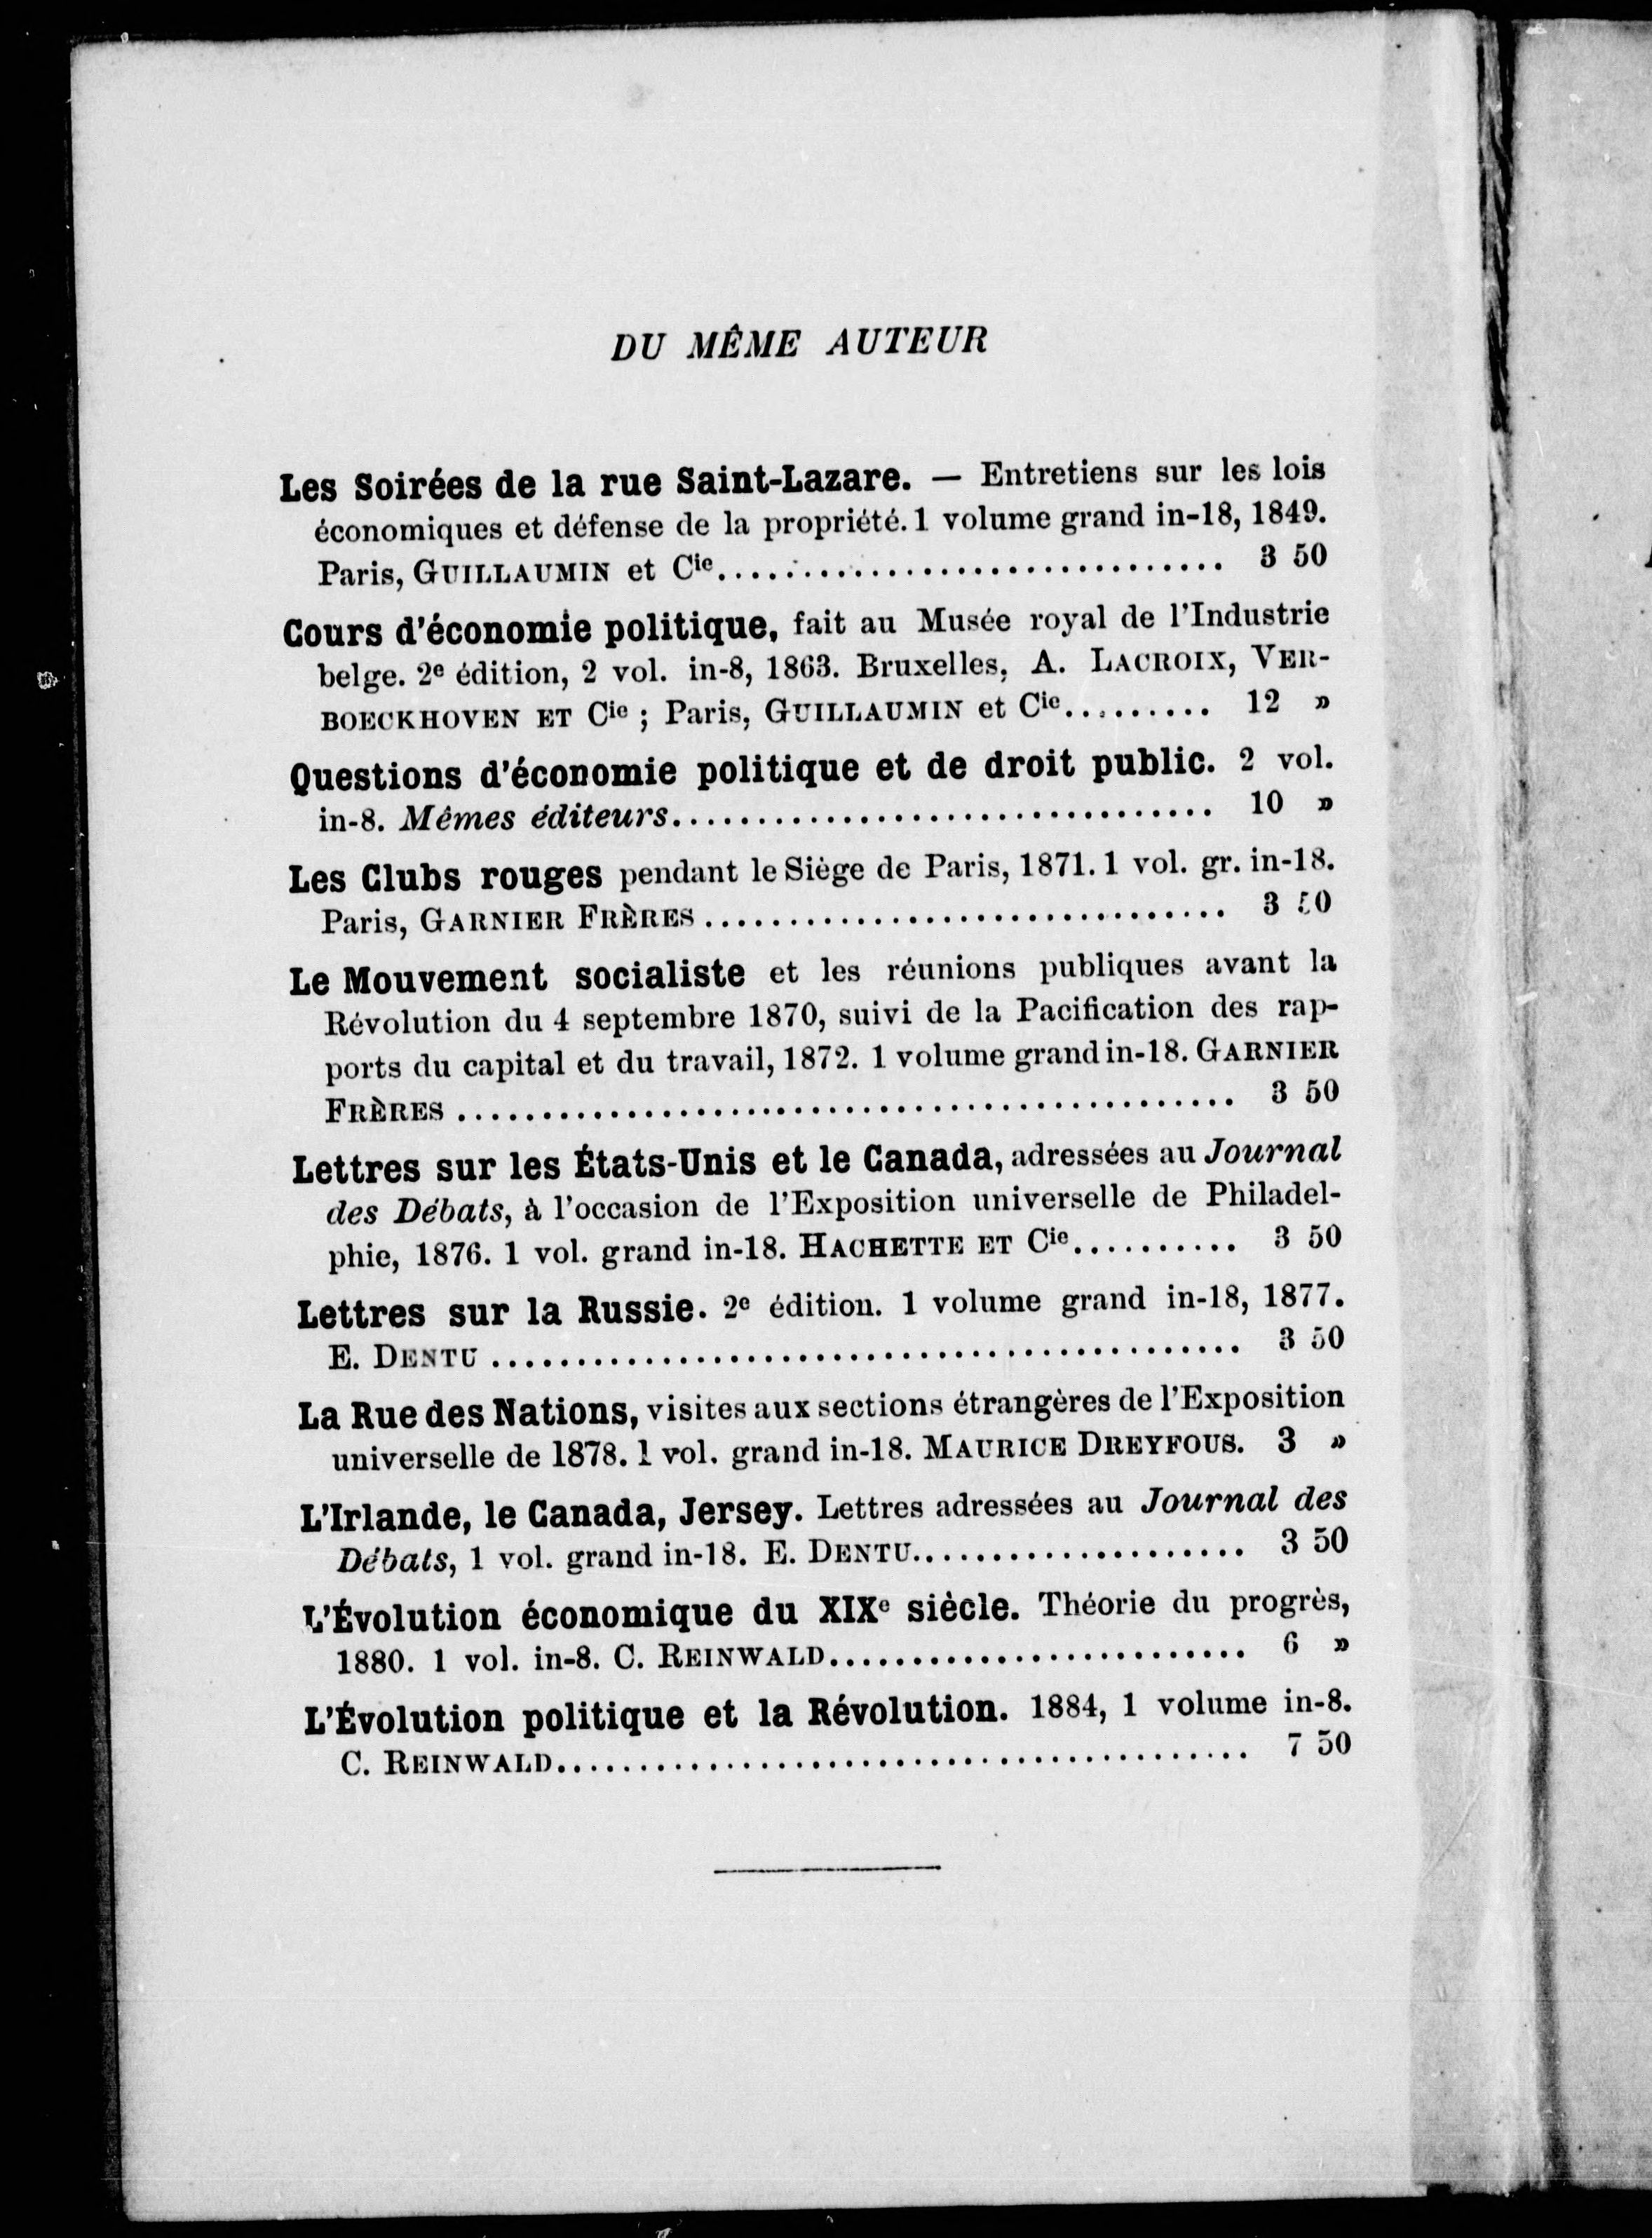 DU MÊME AUTEUR
Les Soirées de la rue Saint-Lazare. — Entretiens sur les lois
économiques et défense de la propriété. 1 volume grand in-18, 1849.
Paris, GUILLAUMIN et Cie................................ 3 50
Cours d'économie politique, fait au Musée royal de l'Industrie
belge. 2e édition, 2 vol. in-8, 1863. Bruxelles, A. LACROIX, VER-
BOECKHOVEN ET Cie ; Paris, GUILLAUMIN et Cie......... 12 »
Questions d'économie politique et de droit public. 2 vol.
in-8. Mêmes éditeurs................................. 10 »
Les Clubs rouges pendant le Siège de Paris, 1871. 1 vol. gr. in-18.
Paris, GARNIER FRÈRES ................................ 3 50
Le Mouvement socialiste et les réunions publiques avant la
Révolution du 4 septembre 1870, suivi de la Pacification des rap-
ports du capital et du travail, 1872. 1 volume grand in-18. GARNIER
FRÈRES ............................................... 3 50
Lettres sur les États-Unis et le Canada, adressées au Journal
des Débats, à l'occasion de l'Exposition universelle de Philadel-
phie, 1876. 1 vol. grand in-18. HACHETTE ET Cie.......... 3 50
Lettres sur la Russie. 2e édition. 1 volume grand in-18, 1877.
E. DENTU ............................................. 3 50
La Rue des Nations, visites aux sections étrangères de l'Exposition
universelle de 1878. 1 vol. grand in-18. MAURICE DREYFOUS. 3 »
L'Irlande, le Canada, Jersey. Lettres adressées au Journal des
Débats, 1 vol. grand in-18. E. DENTU.................... 3 50
L'Évolution économique du XIXe siècle. Théorie du progrès,
1880. 1 vol. in-8. C. REINWALD.......................... 6 »
L'Évolution politique et la Révolution. 1884, 1 volume in-8.
C. REINWALD.......................................... 7 50